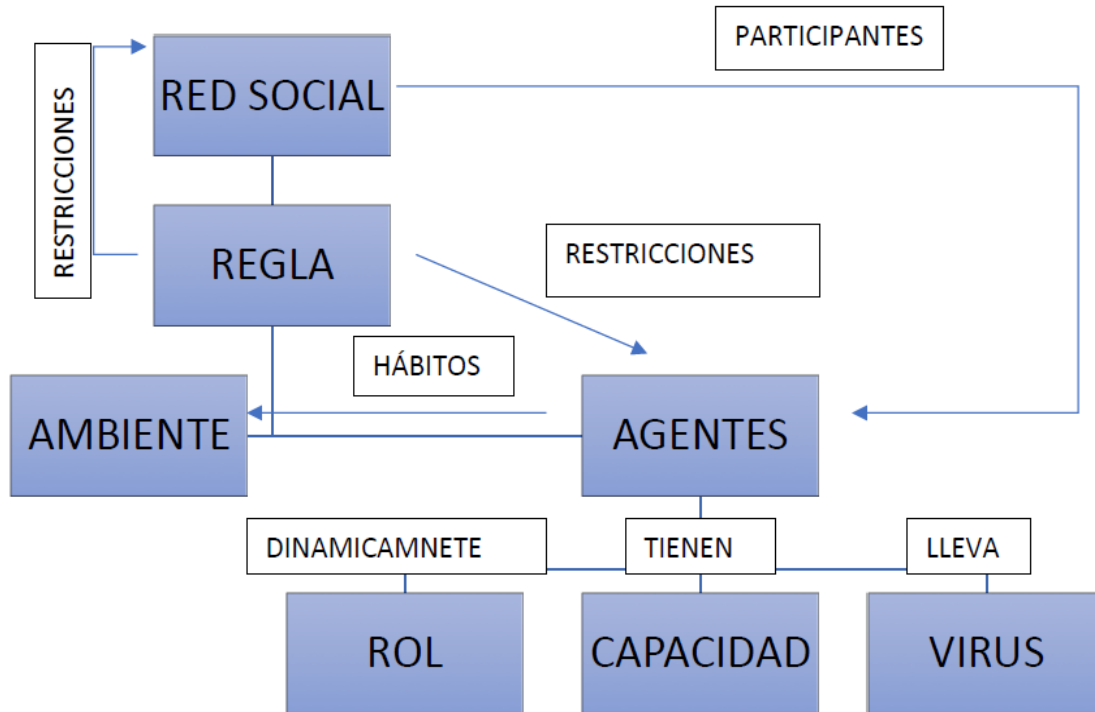 PARTICIPANTES
RESTRICCIONES
RED SOCIAL
REGLA
RESTRICCIONES
HÁBITOS
AMBIENTE
AGENTES
DINAMICAMNETE
TIENEN
LLEVA
ROL
CAPACIDAD
VIRUS